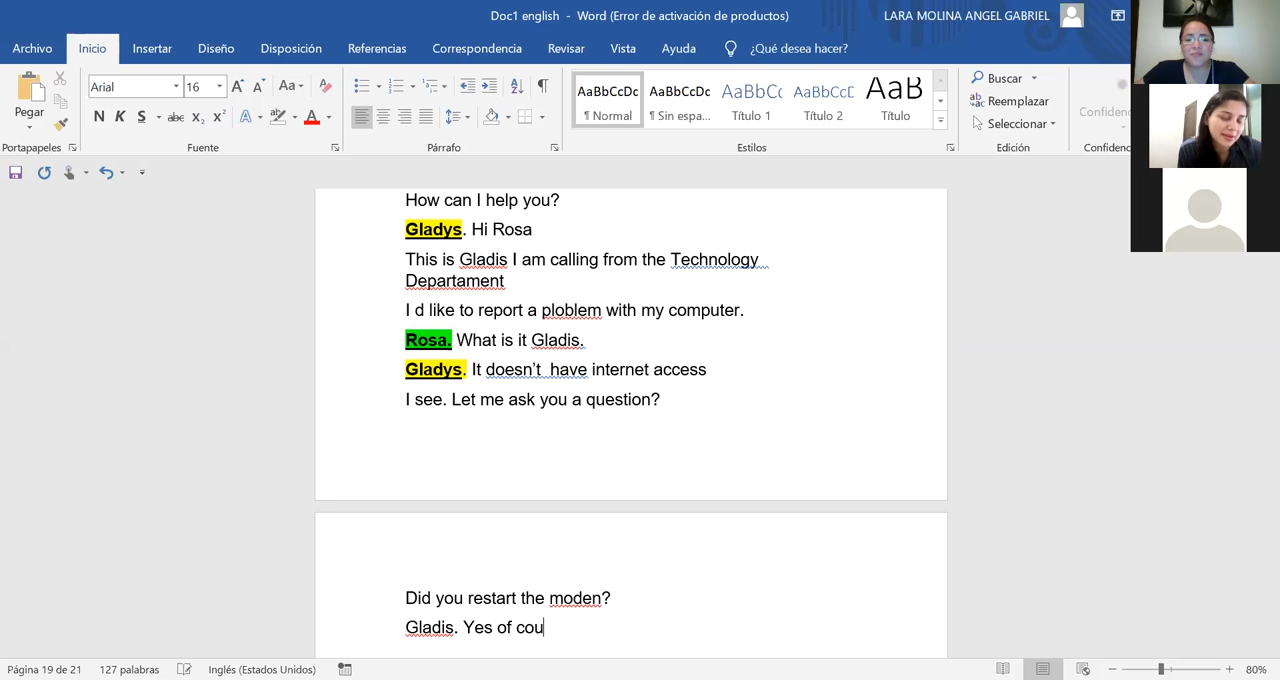 Doc1 english - Word (Error de activación de productos)
LARA MOLINA ANGEL GABRIEL
Archivo Inicio Insertar Diseño Disposición Referencias Correspondencia Revisar Vista Ayuda ¿Qué desea hacer?
Pegar
Arial 16
Aa
N K S abc x₂ x² A A
AaBbCcDc AaBbCcDc AaBbCc AaBbCcD AaB
¶ Normal ¶ Sin espa... Título 1 Título 2 Título
Buscar
Reemplazar
Seleccionar
Confidenc
Portapapeles Fuente Párrafo Estilos Edición Confidenc
How can I help you?
Gladys. Hi Rosa
This is Gladis I am calling from the Technology
Departament
I d like to report a ploblem with my computer.
Rosa. What is it Gladis.
Gladys. It doesn’t have internet access
I see. Let me ask you a question?
Did you restart the moden?
Gladis. Yes of cou
Página 19 de 21 127 palabras Inglés (Estados Unidos) 80%